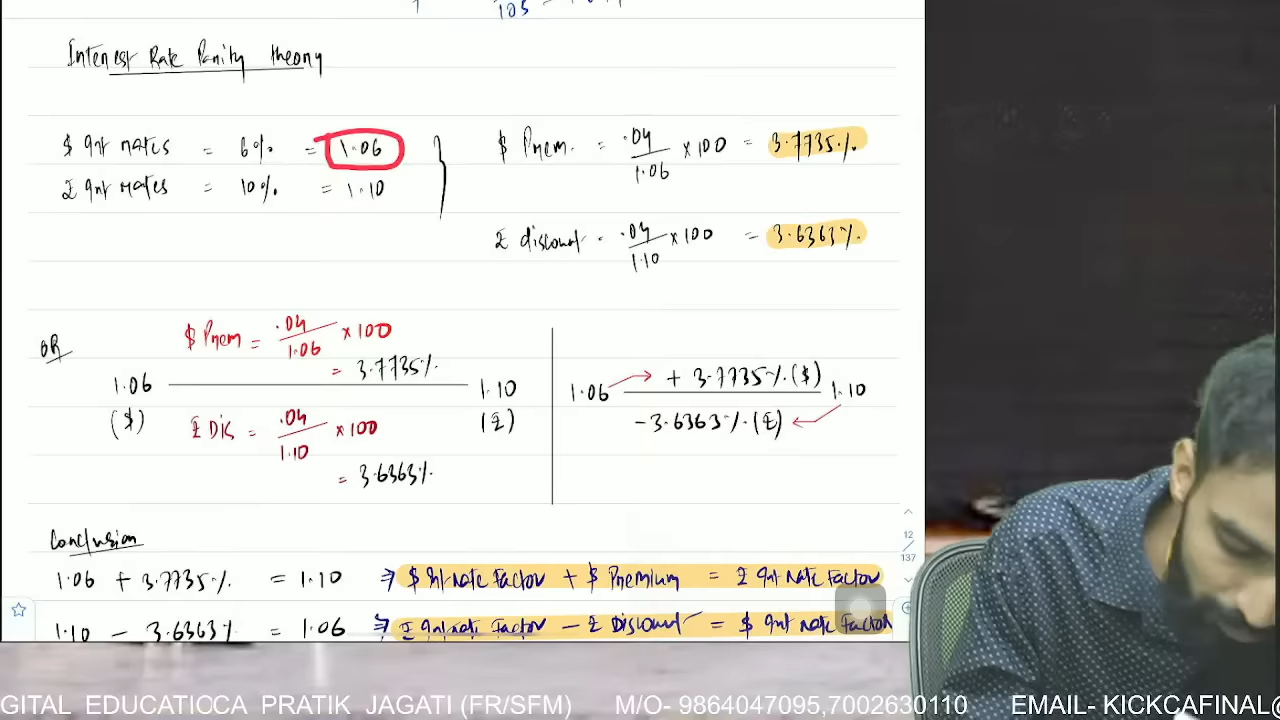 105
Interest Rate Parity theory
$ Int rates = 6% = 1.06
£ Int rates = 10% = 1.10
$ Prem. = .04/1.06 × 100 = 3.7735%
£ discount = .04/1.10 × 100 = 3.6363%
OR
$ Prem = .04/1.06 × 100
= 3.7735%
1.06 1.10
($) (£)
£ Dis = .04/1.10 × 100
= 3.6363%
1.06 → + 3.7735% ($) 1.10
- 3.6363% (£) ←
Conclusion
1.06 + 3.7735% = 1.10 ⇒ $ Int rate Factor + $ Premium = £ Int rate Factor
1.10 - 3.6363% = 1.06 ⇒ £ Int rate Factor - £ Discount = $ Int rate Factor
12
/
137
GITAL EDUCATIOCA PRATIK JAGATI (FR/SFM) M/O- 9864047095,7002630110 EMAIL- KICKCAFINAL@